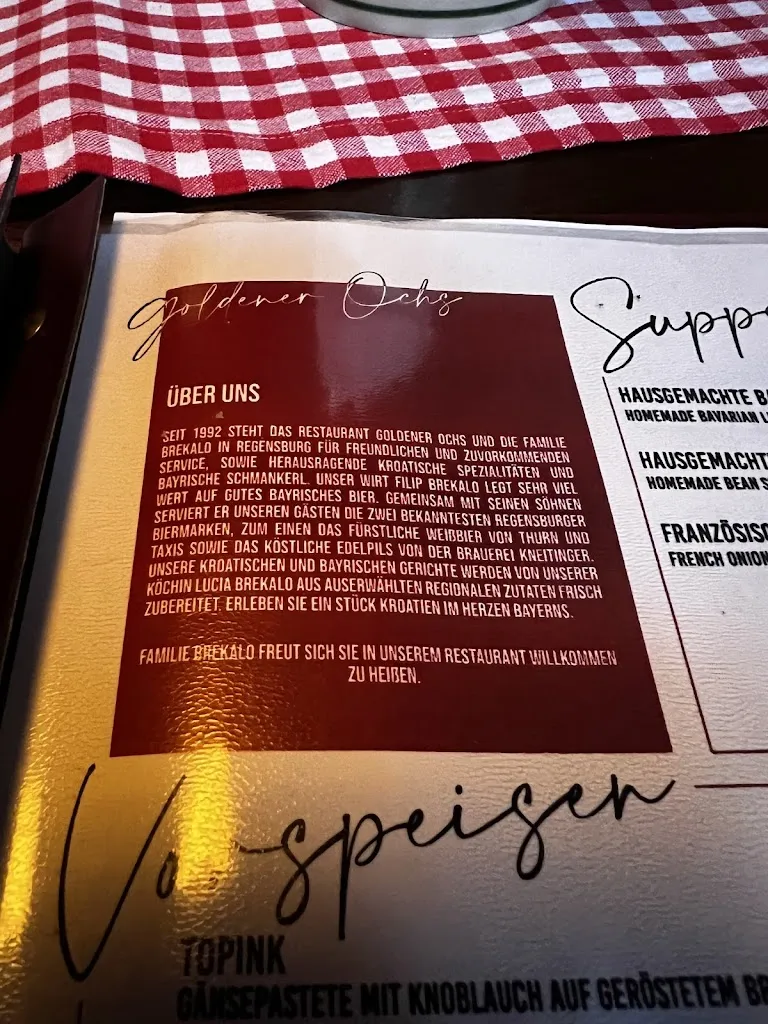 Goldener Ochs
ÜBER UNS
SEIT 1992 STEHT DAS RESTAURANT GOLDENER OCHS UND DIE FAMILIE
BREKALO IN REGENSBURG FÜR FREUNDLICHEN UND ZUVORKOMMENDEN
SERVICE, SOWIE HERAUSRAGENDE KROATISCHE SPEZIALITÄTEN UND
BAYRISCHE SCHMANKERL. UNSER WIRT FILIP BREKALO LEGT SEHR VIEL
WERT AUF GUTES BAYRISCHES BIER. GEMEINSAM MIT SEINEN SÖHNEN
SERVIERT ER UNSEREN GÄSTEN DIE ZWEI BEKANNTESTEN REGENSBURGER
BIERMARKEN, ZUM EINEN DAS FÜRSTLICHE WEIßBIER VON THURN UND
TAXIS SOWIE DAS KÖSTLICHE EDELPILS VON DER BRAUEREI KNEITINGER.
UNSERE KROATISCHEN UND BAYRISCHEN GERICHTE WERDEN VON UNSERER
KÖCHIN LUCIA BREKALO AUS AUSERWÄHLTEN REGIONALEN ZUTATEN FRISCH
ZUBEREITET. ERLEBEN SIE EIN STÜCK KROATIEN IM HERZEN BAYERNS.
FAMILIE BREKALO FREUT SICH SIE IN UNSEREM RESTAURANT WILLKOMMEN
ZU HEIßEN.
Supp
HAUSGEMACHTE B
HOMEMADE BAVARIAN L
HAUSGEMACHT
HOMEMADE BEAN S
FRANZÖSISC
FRENCH ONION
Vorspeisen
TOPINK
GÄNSEPASTETE MIT KNOBLAUCH AUF GERÖSTETEM BR